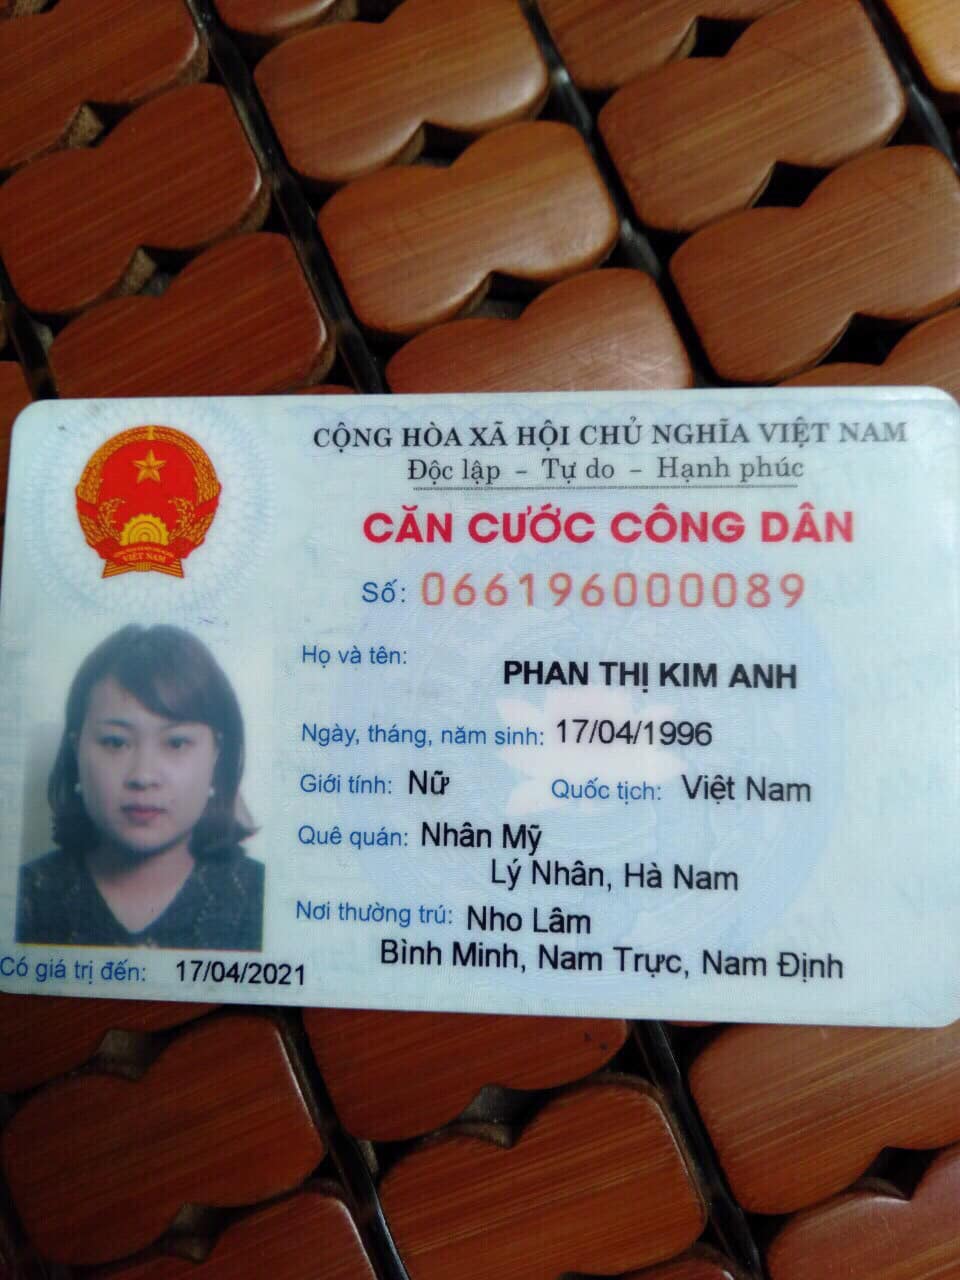 CỘNG HÒA XÃ HỘI CHỦ NGHĨA VIỆT NAM
Độc lập - Tự do - Hạnh phúc
CĂN CƯỚC CÔNG DÂN
Số: 066196000089
Họ và tên: PHAN THỊ KIM ANH
Ngày, tháng, năm sinh: 17/04/1996
Giới tính: Nữ Quốc tịch: Việt Nam
Quê quán: Nhân Mỹ
Lý Nhân, Hà Nam
Nơi thường trú: Nho Lâm
Bình Minh, Nam Trực, Nam Định
Có giá trị đến: 17/04/2021
VIỆT NAM